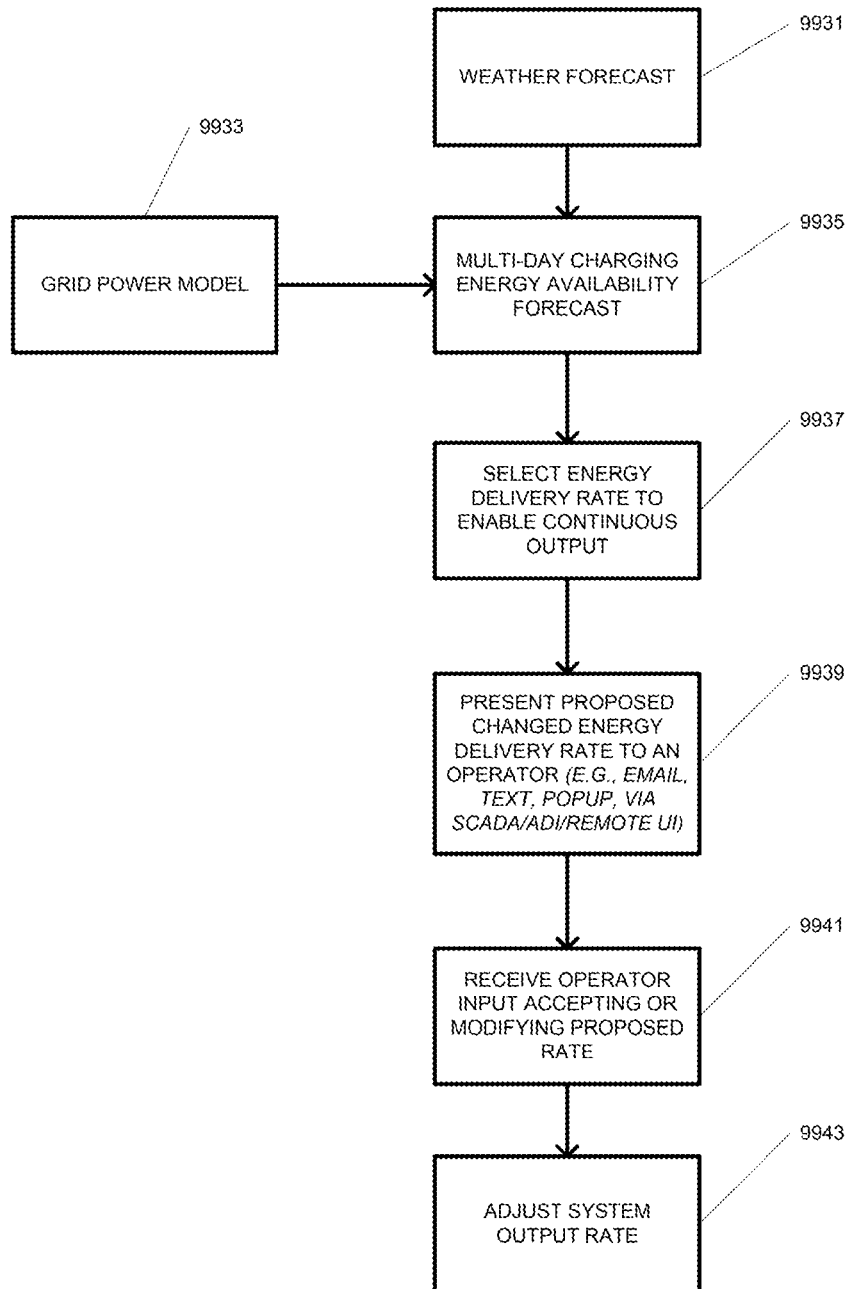 9931
WEATHER FORECAST
9933
GRID POWER MODEL
9935
MULTI-DAY CHARGING
ENERGY AVAILABILITY
FORECAST
9937
SELECT ENERGY
DELIVERY RATE TO
ENABLE CONTINUOUS
OUTPUT
9939
PRESENT PROPOSED
CHANGED ENERGY
DELIVERY RATE TO AN
OPERATOR (E.G., EMAIL,
TEXT, POPUP, VIA
SCADA/ADI/REMOTE UI)
9941
RECEIVE OPERATOR
INPUT ACCEPTING OR
MODIFYING PROPOSED
RATE
9943
ADJUST SYSTEM
OUTPUT RATE